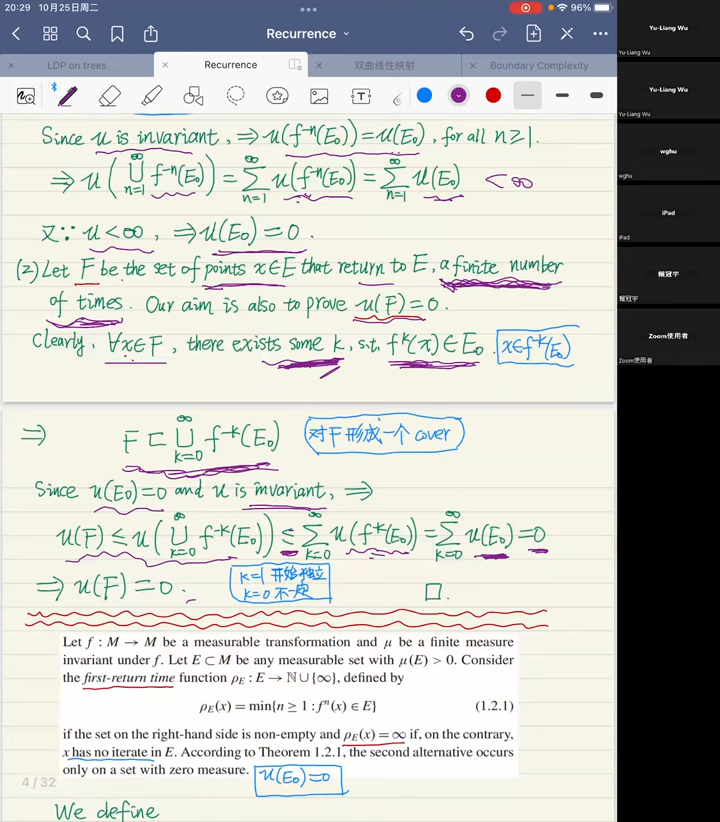 20:29 10月25日周二
96%
Recurrence
LDP on trees
Recurrence
双曲线性映射
Boundary Complexity
Since μ is invariant, ⇒ μ(f⁻ⁿ(E₀)) = μ(E₀), for all n≥1.
⇒ μ(∪_{n=1}^∞ f⁻ⁿ(E₀)) = Σ_{n=1}^∞ μ(f⁻ⁿ(E₀)) = Σ_{n=1}^∞ μ(E₀) < ∞
又∵ μ<∞, ⇒ μ(E₀)=0.
(2) Let F be the set of points x∈E that return to E, a finite number
of times. Our aim is also to prove μ(F)=0.
Clearly, ∀x∈F, there exists some k, s.t. f^k(x)∈E₀. x∈f^{-k}(E₀)
⇒ F ⊂ ∪_{k=0}^∞ f^{-k}(E₀) 对F形成一个cover
Since μ(E₀)=0 and μ is invariant, ⇒
μ(F) ≤ μ(∪_{k=0}^∞ f^{-k}(E₀)) ≤ Σ_{k=0}^∞ μ(f^{-k}(E₀)) = Σ_{k=0}^∞ μ(E₀) = 0
⇒ μ(F)=0. □.
k=1 开始独立
k=0 不一定
Let f : M → M be a measurable transformation and μ be a finite measure
invariant under f. Let E ⊂ M be any measurable set with μ(E) > 0. Consider
the first-return time function ρ_E : E → ℕ ∪ {∞}, defined by
ρ_E(x) = min{n ≥ 1 : fⁿ(x) ∈ E} (1.2.1)
if the set on the right-hand side is non-empty and ρ_E(x) = ∞ if, on the contrary,
x has no iterate in E. According to Theorem 1.2.1, the second alternative occurs
only on a set with zero measure. μ(E₀)=0
4 / 32
We define
Yu-Liang Wu
Yu-Liang Wu
Yu-Liang Wu
Yu-Liang Wu
wghu
wghu
iPad
iPad
賴冠宇
賴冠宇
Zoom使用者
Zoom使用者